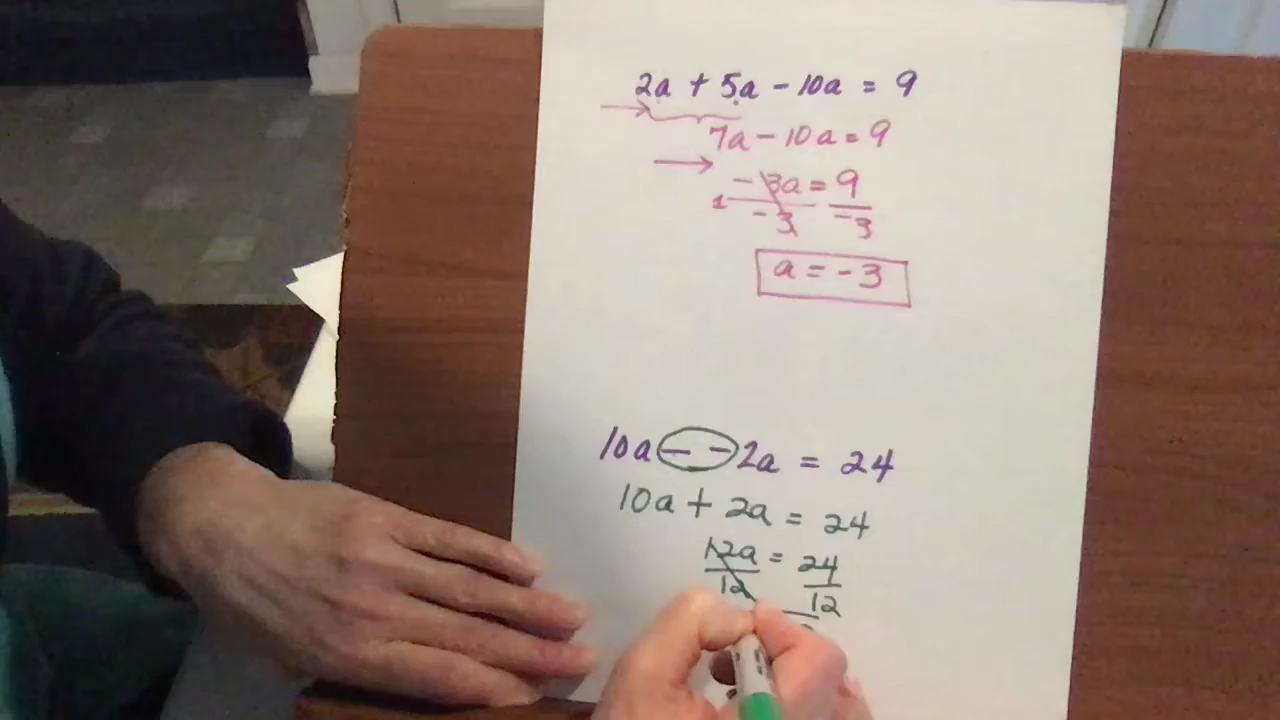 2a + 5a - 10a = 9
7a - 10a = 9
-3a = 9
-3 -3
a = -3
10a - -2a = 24
10a + 2a = 24
12a = 24
12 12